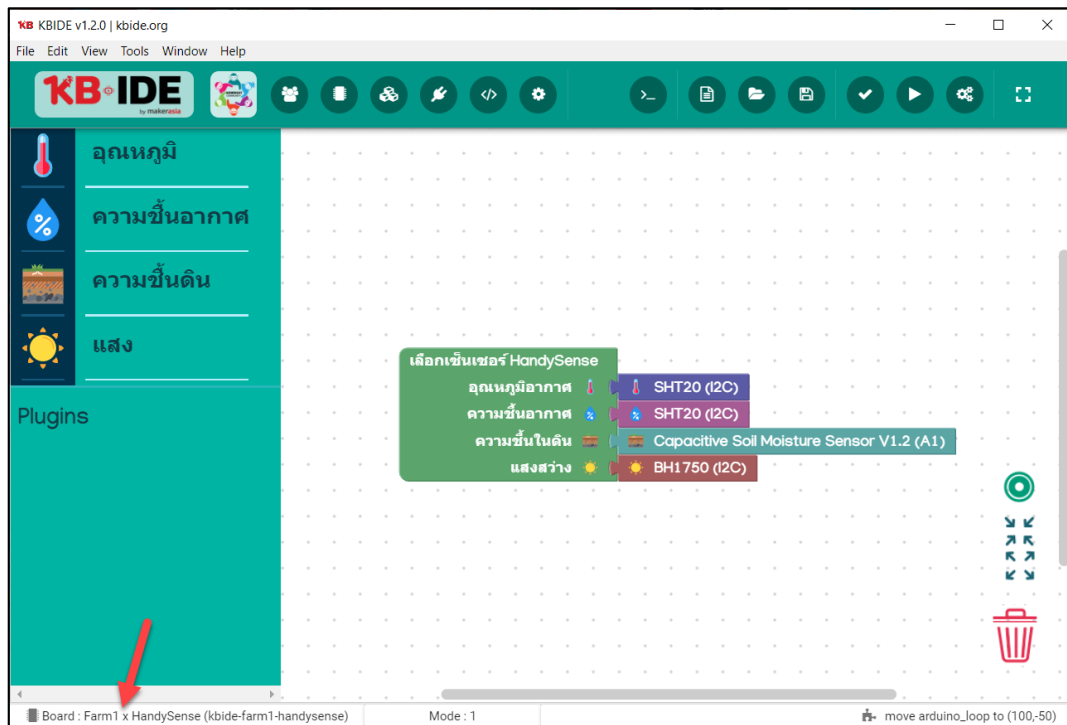 KB KBIDE v1.2.0 | kbide.org
File Edit View Tools Window Help
KB IDE
by makerasia
</>
>_
อุณหภูมิ
ความชื้นอากาศ
ความชื้นดิน
แสง
Plugins
เลือกเซ็นเซอร์ HandySense
อุณหภูมิอากาศ SHT20 (I2C)
ความชื้นอากาศ SHT20 (I2C)
ความชื้นในดิน Capacitive Soil Moisture Sensor V1.2 (A1)
แสงสว่าง BH1750 (I2C)
Board : Farm1 x HandySense (kbide-farm1-handysense) Mode : 1 move arduino_loop to (100,-50)